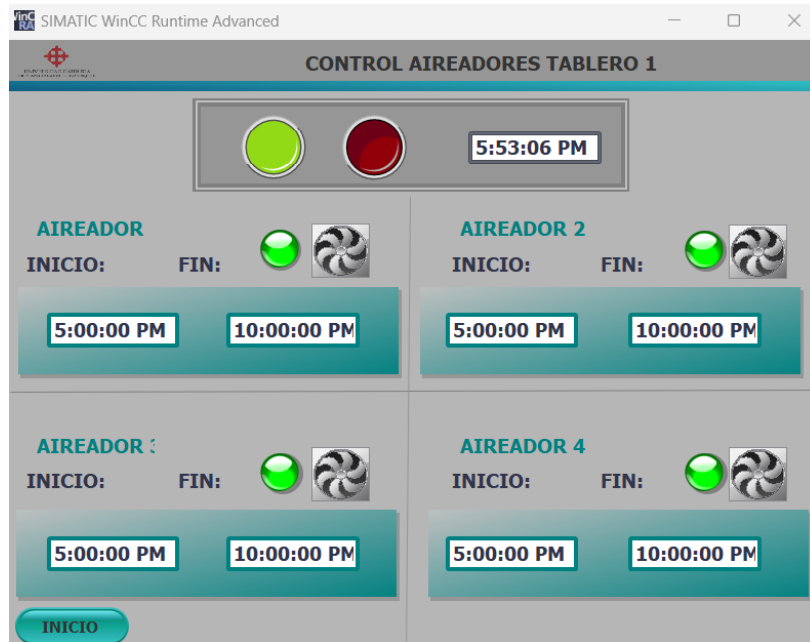 SIMATIC WinCC Runtime Advanced
CONTROL AIREADORES TABLERO 1
5:53:06 PM
AIREADOR
INICIO: FIN:
5:00:00 PM 10:00:00 PM
AIREADOR 2
INICIO: FIN:
5:00:00 PM 10:00:00 PM
AIREADOR 3
INICIO: FIN:
5:00:00 PM 10:00:00 PM
AIREADOR 4
INICIO: FIN:
5:00:00 PM 10:00:00 PM
INICIO